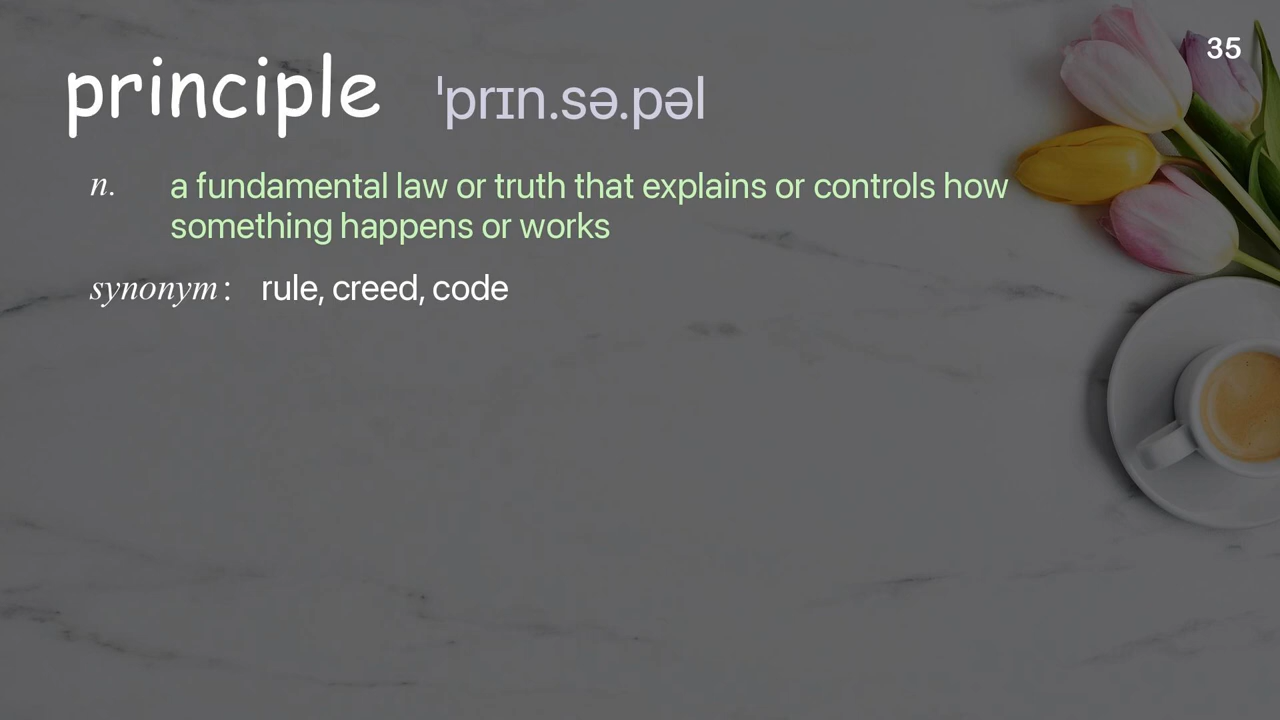 35
principle ˈprɪn.sə.pəl
n. a fundamental law or truth that explains or controls how
something happens or works
synonym: rule, creed, code